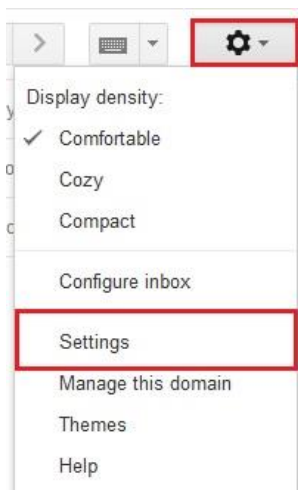 Display density:
Comfortable
Cozy
Compact
Configure inbox
Settings
Manage this domain
Themes
Help